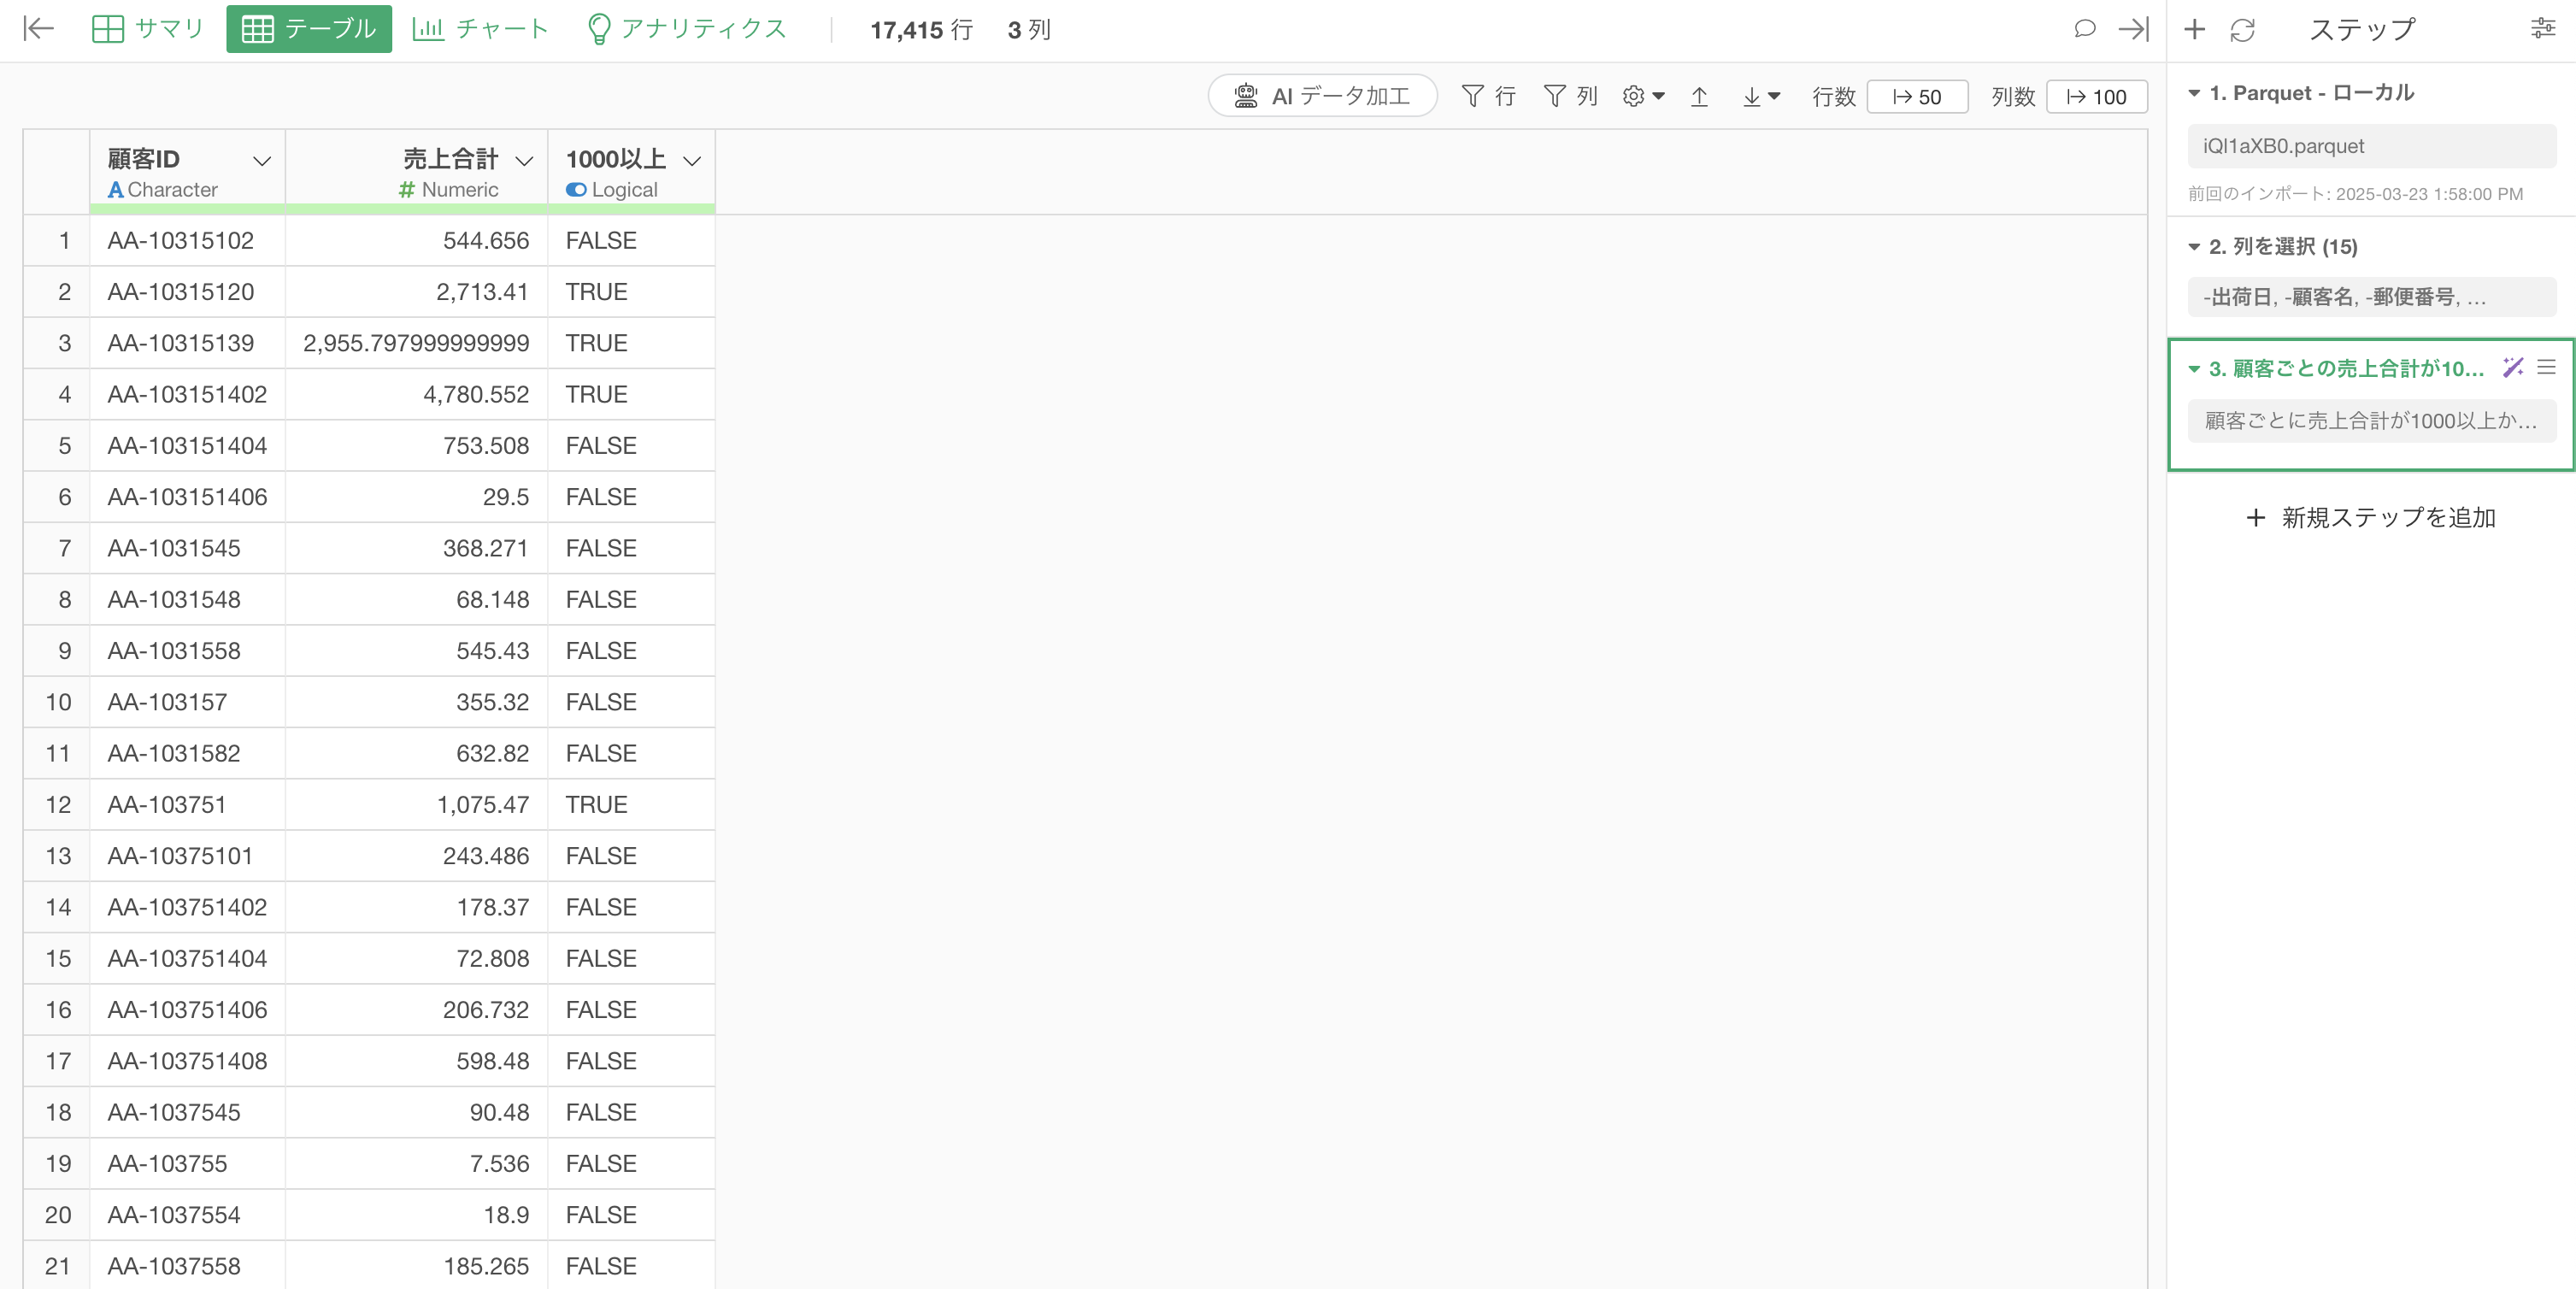 サマリ テーブル チャート アナリティクス 17,415 行 3 列
AI データ加工 行 列 行数 50 列数 100
顧客ID 売上合計 1000以上
Character Numeric Logical
1 AA-10315102 544.656 FALSE
2 AA-10315120 2,713.41 TRUE
3 AA-10315139 2,955.797999999999 TRUE
4 AA-103151402 4,780.552 TRUE
5 AA-103151404 753.508 FALSE
6 AA-103151406 29.5 FALSE
7 AA-1031545 368.271 FALSE
8 AA-1031548 68.148 FALSE
9 AA-1031558 545.43 FALSE
10 AA-103157 355.32 FALSE
11 AA-1031582 632.82 FALSE
12 AA-103751 1,075.47 TRUE
13 AA-10375101 243.486 FALSE
14 AA-103751402 178.37 FALSE
15 AA-103751404 72.808 FALSE
16 AA-103751406 206.732 FALSE
17 AA-103751408 598.48 FALSE
18 AA-1037545 90.48 FALSE
19 AA-103755 7.536 FALSE
20 AA-1037554 18.9 FALSE
21 AA-1037558 185.265 FALSE
ステップ
1. Parquet - ローカル
iQl1aXB0.parquet
前回のインポート: 2025-03-23 1:58:00 PM
2. 列を選択 (15)
-出荷日, -顧客名, -郵便番号, ...
3. 顧客ごとの売上合計が10...
顧客ごとに売上合計が1000以上か...
+ 新規ステップを追加